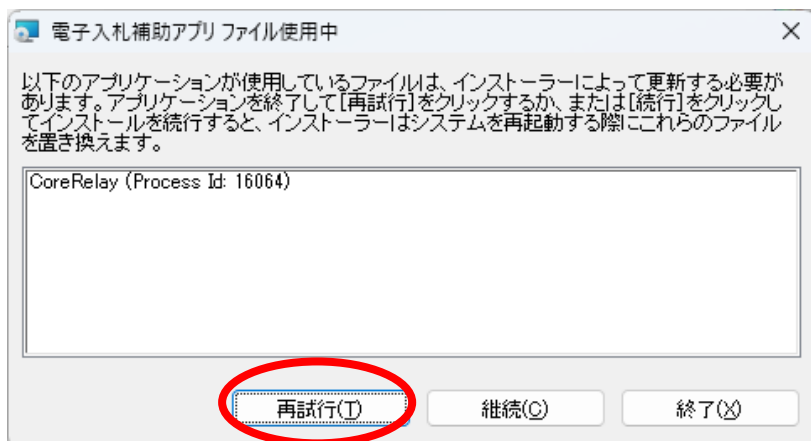 電子入札補助アプリ ファイル使用中
以下のアプリケーションが使用しているファイルは、インストーラーによって更新する必要が
あります。アプリケーションを終了して[再試行]をクリックするか、または[続行]をクリックし
てインストールを続行すると、インストーラーはシステムを再起動する際にこれらのファイル
を置き換えます。
CoreRelay (Process Id: 16064)
再試行(T) 継続(C) 終了(X)